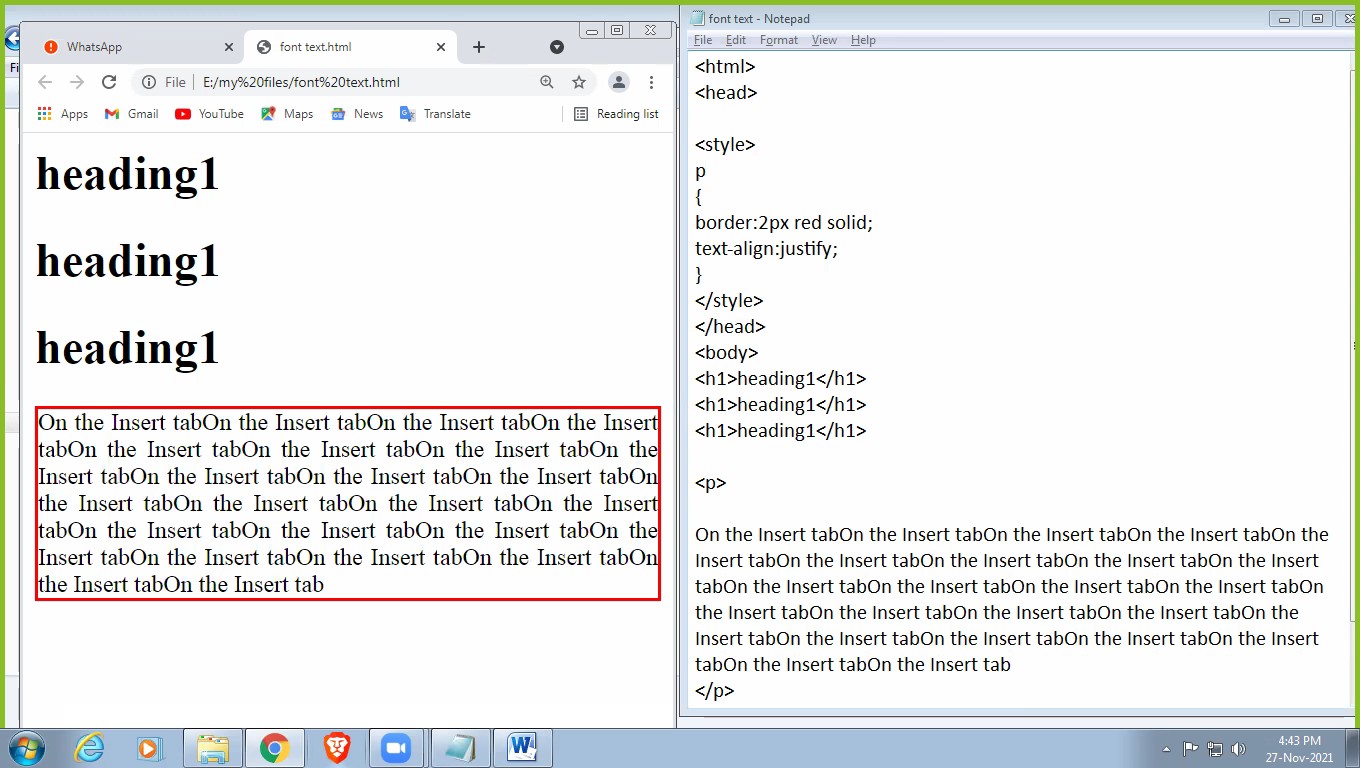 WhatsApp
font text.html
File
E:/my%20files/font%20text.html
Apps
Gmail
YouTube
Maps
News
Translate
Reading list
heading1
heading1
heading1
On the Insert tabOn the Insert tabOn the Insert tabOn the Insert
tabOn the Insert tabOn the Insert tabOn the Insert tabOn the
Insert tabOn the Insert tabOn the Insert tabOn the Insert tabOn
the Insert tabOn the Insert tabOn the Insert tabOn the Insert
tabOn the Insert tabOn the Insert tabOn the Insert tabOn the
Insert tabOn the Insert tabOn the Insert tabOn the Insert tabOn
the Insert tabOn the Insert tab
font text - Notepad
File Edit Format View Help
<html>
<head>
<style>
p
{
border:2px red solid;
text-align:justify;
}
</style>
</head>
<body>
<h1>heading1</h1>
<h1>heading1</h1>
<h1>heading1</h1>
<p>
On the Insert tabOn the Insert tabOn the Insert tabOn the Insert tabOn the
Insert tabOn the Insert tabOn the Insert tabOn the Insert tabOn the Insert
tabOn the Insert tabOn the Insert tabOn the Insert tabOn the Insert tabOn
the Insert tabOn the Insert tabOn the Insert tabOn the Insert tabOn the
Insert tabOn the Insert tabOn the Insert tabOn the Insert tabOn the Insert
tabOn the Insert tabOn the Insert tab
</p>
4:43 PM
27-Nov-2021